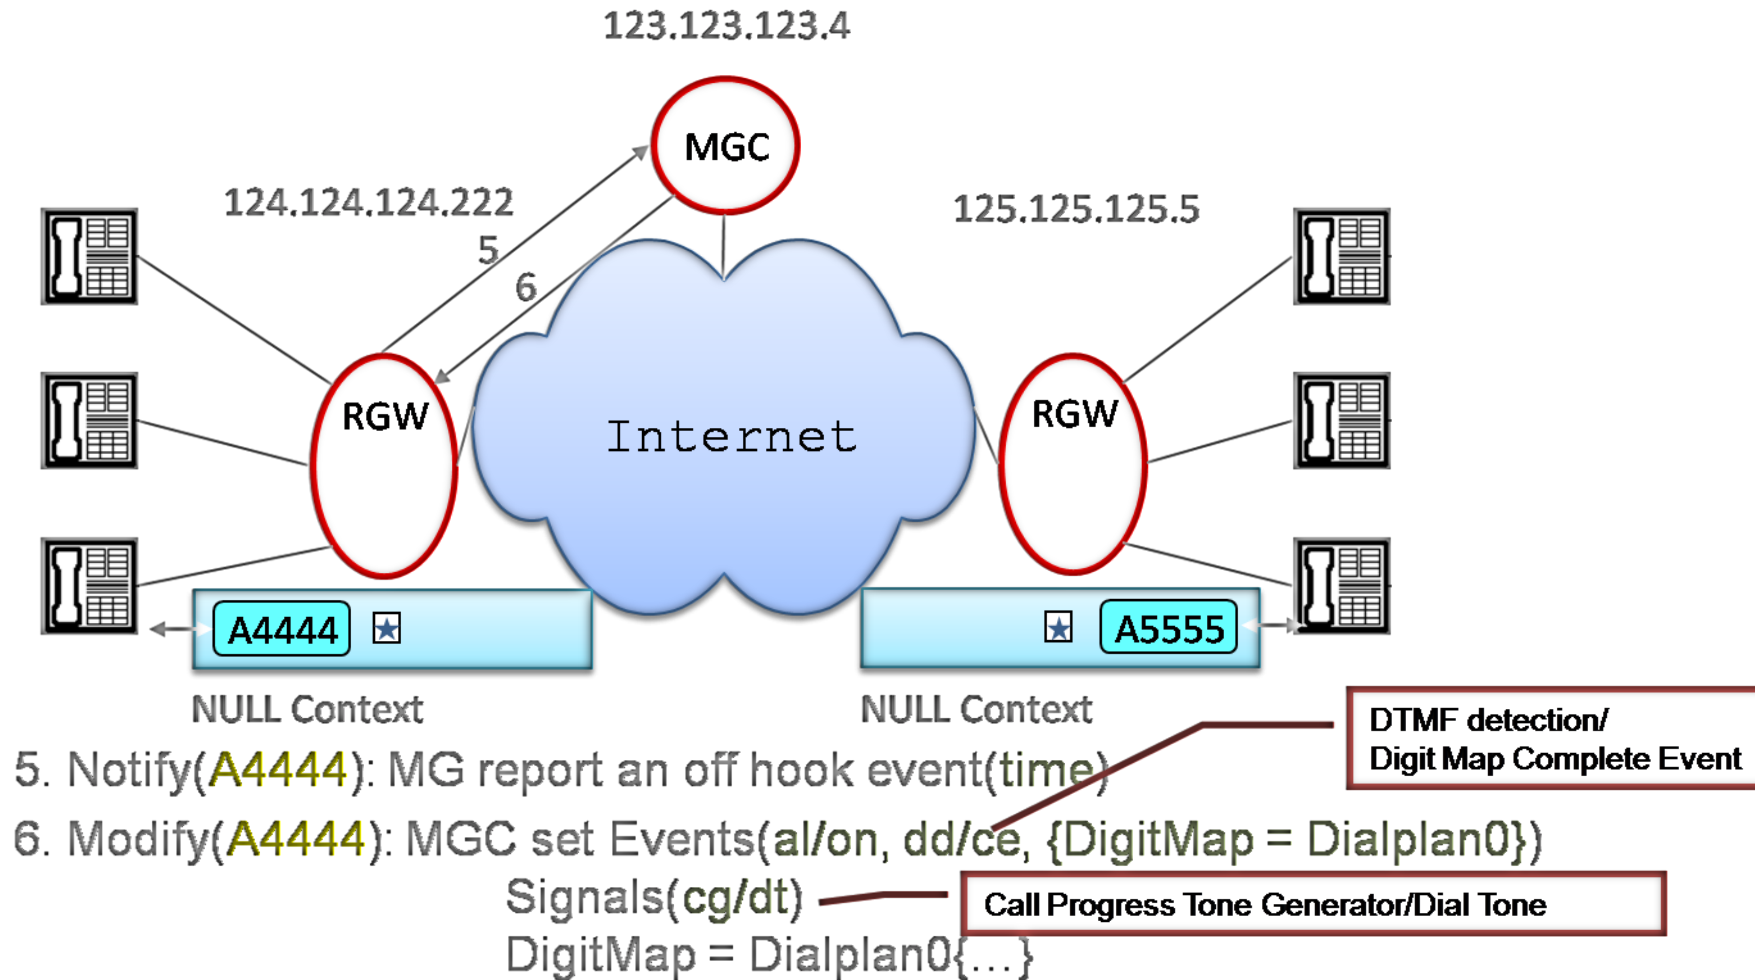 123.123.123.4
MGC
124.124.124.222
125.125.125.5
5
6
RGW
Internet
RGW
A4444
A5555
NULL Context
NULL Context
DTMF detection/
Digit Map Complete Event
5. Notify(A4444): MG report an off hook event(time)
6. Modify(A4444): MGC set Events(al/on, dd/ce, {DigitMap = Dialplan0})
Signals(cg/dt)
Call Progress Tone Generator/Dial Tone
DigitMap = Dialplan0{...}